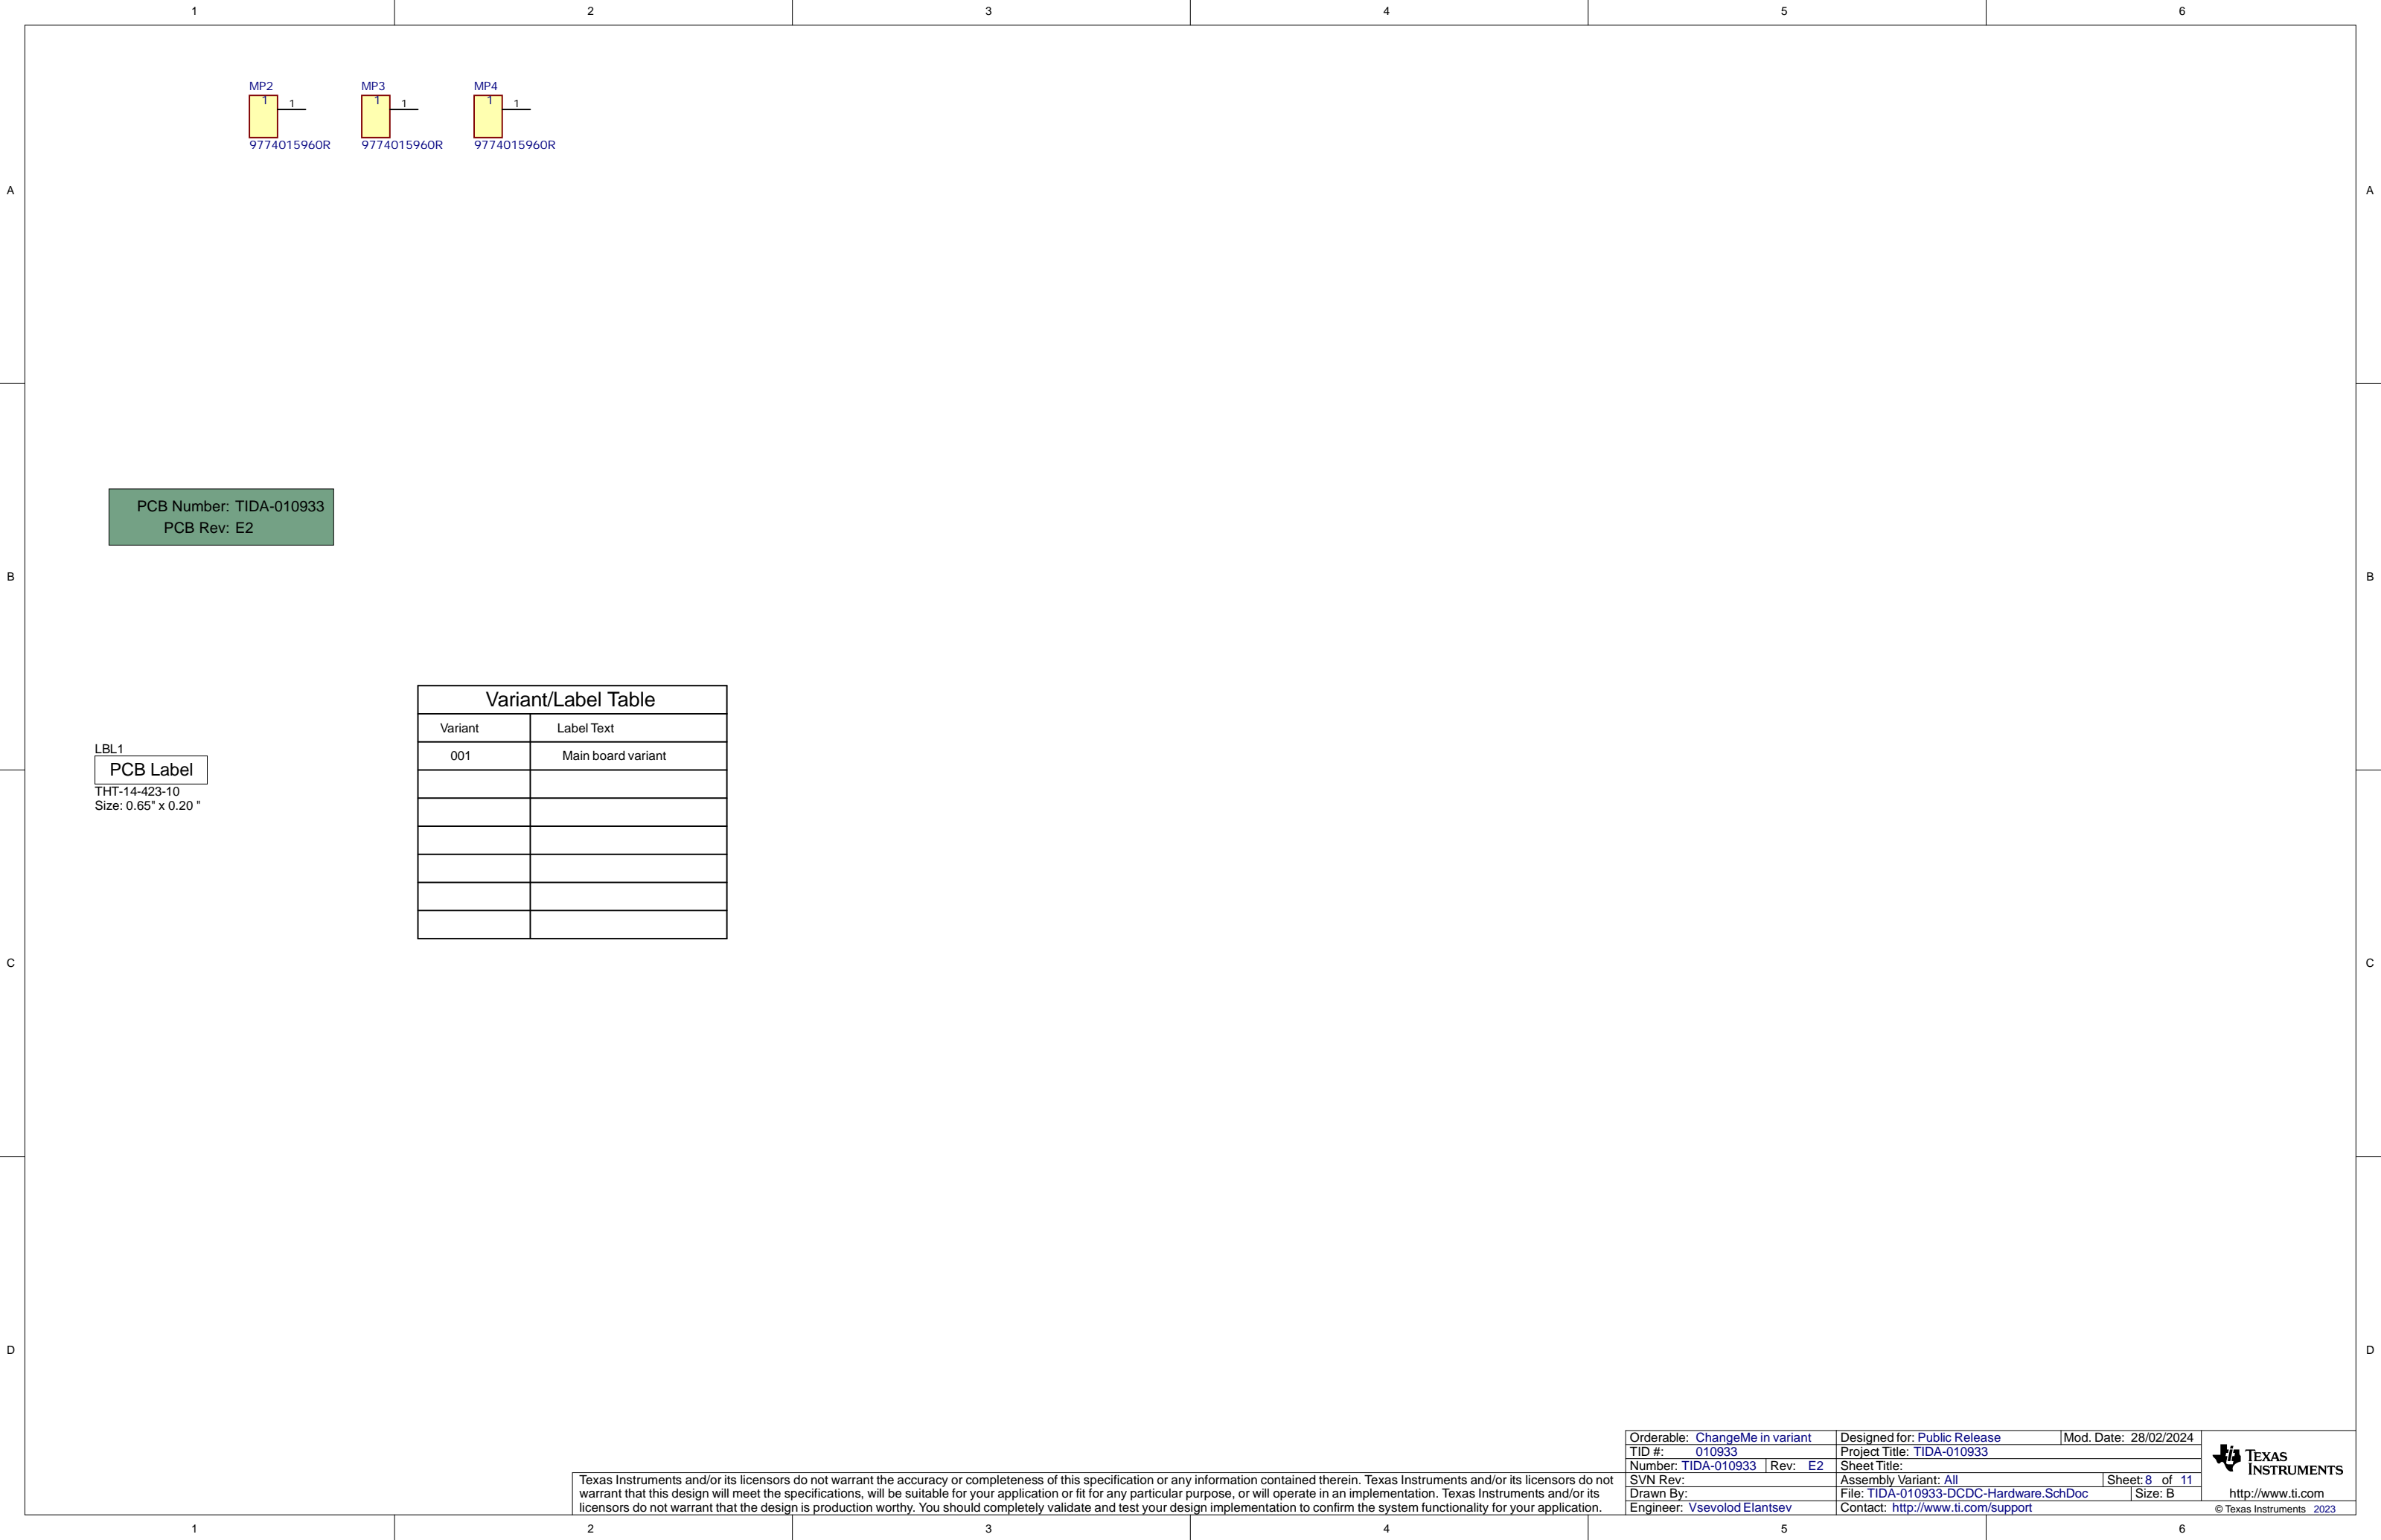 1 2 3 4 5 6
MP2 MP3 MP4
1 1 1 1 1 1
9774015960R 9774015960R 9774015960R
A A
PCB Number: TIDA-010933
PCB Rev: E2
B B
Variant/Label Table
Variant Label Text
001 Main board variant
LBL1
PCB Label
THT-14-423-10
Size: 0.65" x 0.20 "
C C
D D
Texas Instruments and/or its licensors do not warrant the accuracy or completeness of this specification or any information contained therein. Texas Instruments and/or its licensors do not
warrant that this design will meet the specifications, will be suitable for your application or fit for any particular purpose, or will operate in an implementation. Texas Instruments and/or its
licensors do not warrant that the design is production worthy. You should completely validate and test your design implementation to confirm the system functionality for your application.
Orderable: ChangeMe in variant Designed for: Public Release Mod. Date: 28/02/2024
TID #: 010933 Project Title: TIDA-010933
Number: TIDA-010933 Rev: E2 Sheet Title:
SVN Rev: Assembly Variant: All Sheet: 8 of 11
Drawn By: File: TIDA-010933-DCDC-Hardware.SchDoc Size: B
Engineer: Vsevolod Elantsev Contact: http://www.ti.com/support
TEXAS
INSTRUMENTS
http://www.ti.com
© Texas Instruments 2023
1 2 3 4 5 6